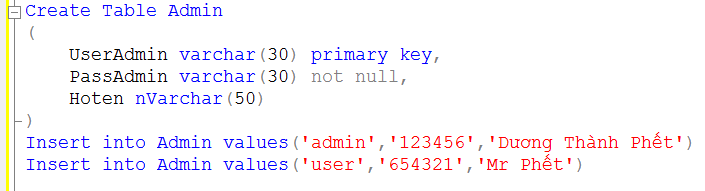 Create Table Admin
(
UserAdmin varchar(30) primary key,
PassAdmin varchar(30) not null,
Hoten nVarchar(50)
)
Insert into Admin values('admin','123456','Dương Thành Phết')
Insert into Admin values('user','654321','Mr Phết')